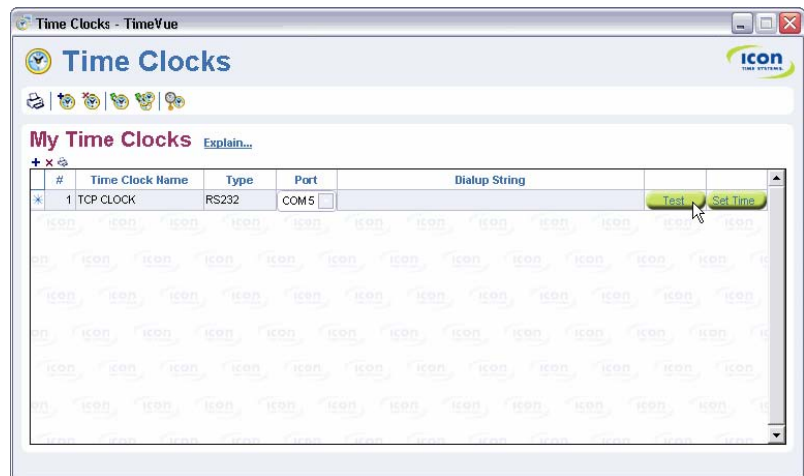 Time Clocks - TimeVue
Time Clocks
icon
TIME SYSTEMS
My Time Clocks Explain...
# Time Clock Name Type Port Dialup String
1 TCP CLOCK RS232 COM5 Test Set Time